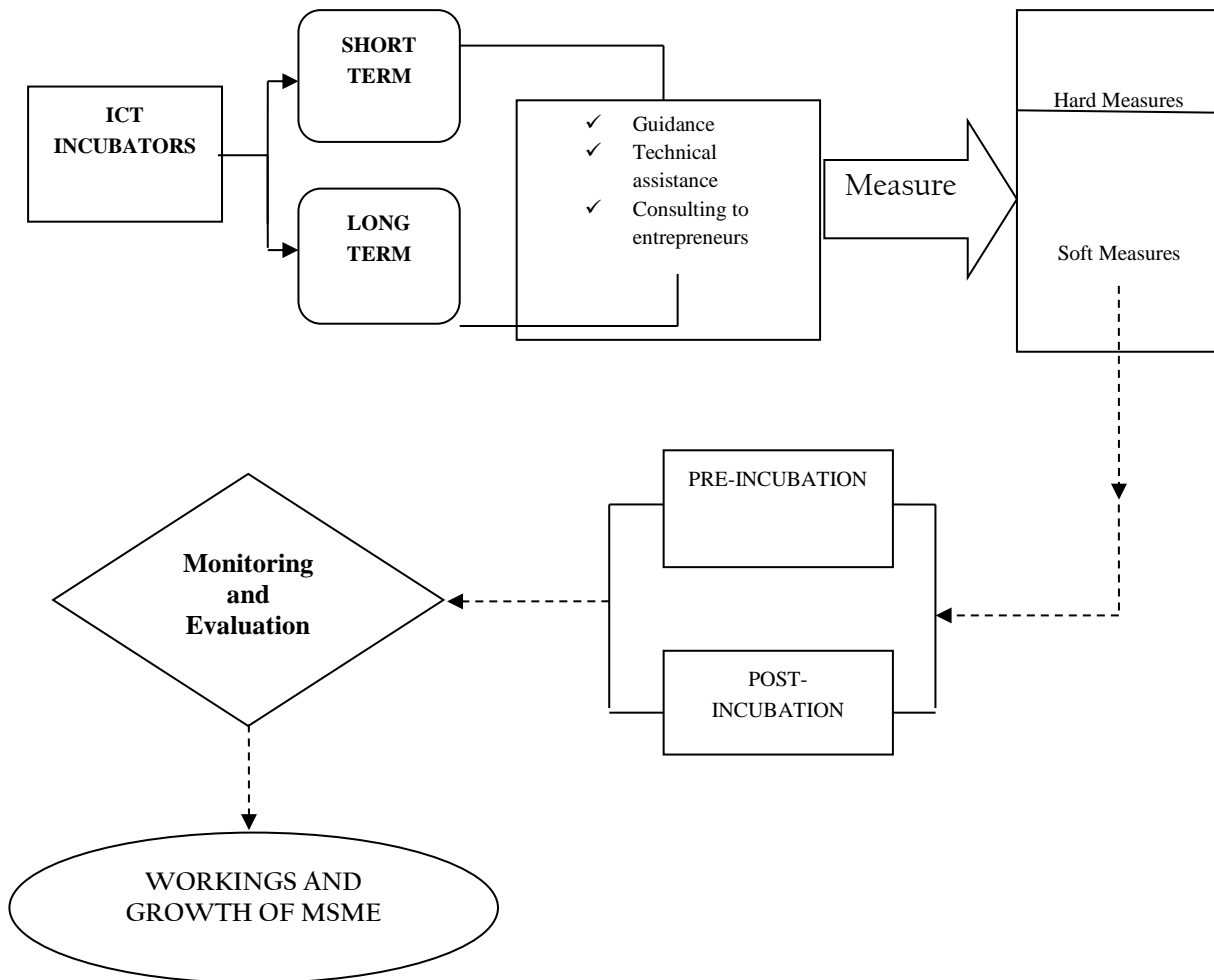 SHORT
TERM
ICT
INCUBATORS
LONG
TERM
✓ Guidance
✓ Technical
assistance
✓ Consulting to
entrepreneurs
Measure
Hard Measures
Soft Measures
PRE-INCUBATION
POST-
INCUBATION
Monitoring
and
Evaluation
WORKINGS AND
GROWTH OF MSME